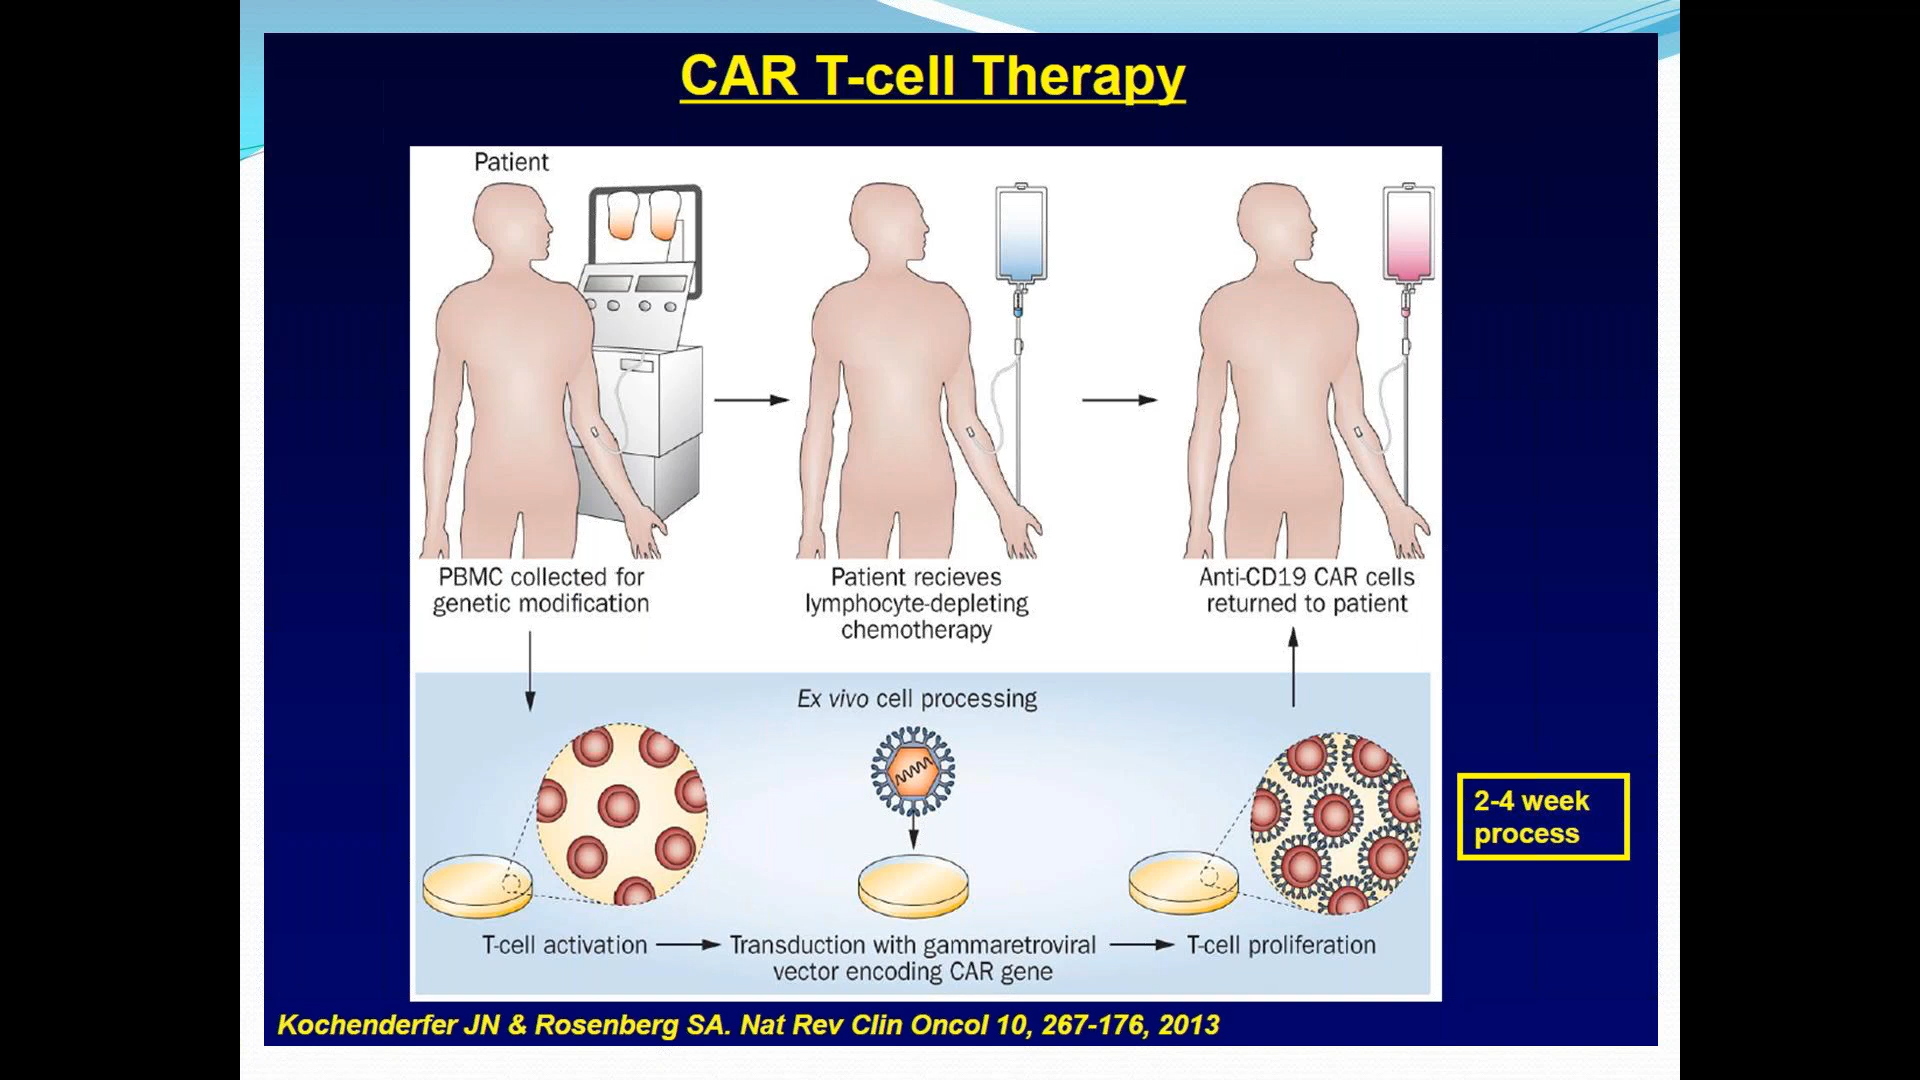 CAR T-cell Therapy
Patient
PBMC collected for
genetic modification
Patient recieves
lymphocyte-depleting
chemotherapy
Anti-CD19 CAR cells
returned to patient
Ex vivo cell processing
2-4 week
process
T-cell activation
Transduction with gammaretroviral
vector encoding CAR gene
T-cell proliferation
Kochenderfer JN & Rosenberg SA. Nat Rev Clin Oncol 10, 267-176, 2013